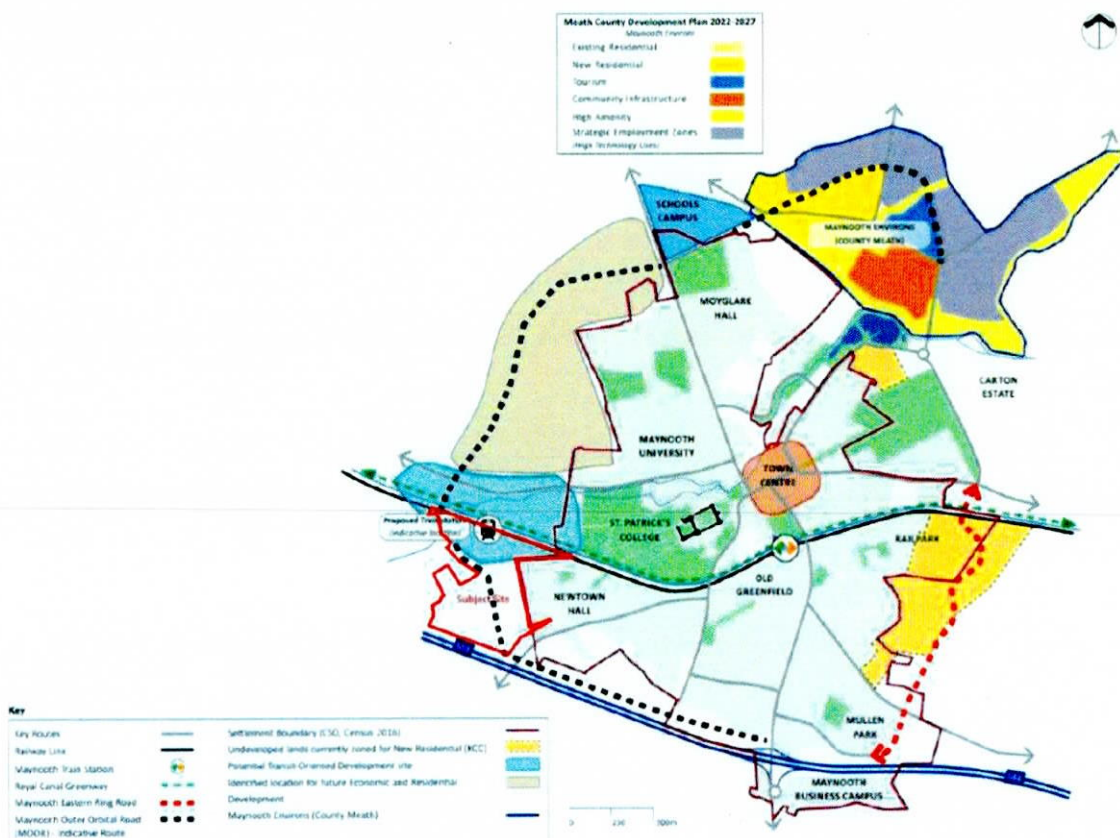 Meath County Development Plan 2022-2027
Maynooth Environs
Existing Residential
New Residential
Tourism
Community Infrastructure
High Amenity
Strategic Employment Zones
(High Technology Uses)
SCHOOLS
CAMPUS
MAYNOOTH ENVIRONS
(COUNTY MEATH)
MOYGLARE
HALL
CARTON
ESTATE
MAYNOOTH
UNIVERSITY
TOWN
CENTRE
Proposed Train Station
(Indicative location)
ST. PATRICK'S
COLLEGE
RAILPARK
OLD
GREENFIELD
Subject Site
NEWTOWN
HALL
MULLEN
PARK
MAYNOOTH
BUSINESS CAMPUS
Key
Key Routes
Railway Line
Maynooth Train Station
Royal Canal Greenway
Maynooth Eastern Ring Road
Maynooth Outer Orbital Road
(MOOR) - Indicative Route
Settlement Boundary (CSO, Census 2016)
Undeveloped lands currently zoned for New Residential (KCC)
Potential Transit-Oriented Development site
Identified location for future Economic and Residential
Development
Maynooth Environs (County Meath)
0 250 500m